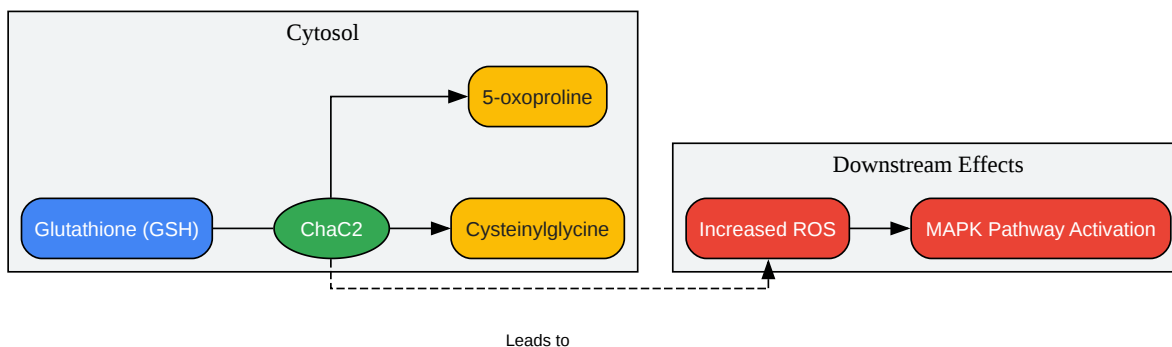 Cytosol
5-oxoproline
Glutathione (GSH)
ChaC2
Cysteinylglycine
Downstream Effects
Increased ROS
MAPK Pathway Activation
Leads to